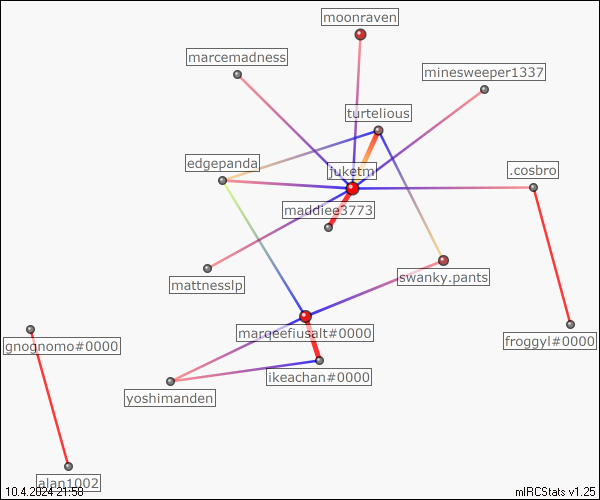 moonraven
marcemadness
minesweeper1337
turtelious
edgepanda
juketm
.cosbro
maddiee3773
mattnesslp
swanky.pants
marqeefiusalt#0000
gnognomo#0000
froggyl#0000
ikeachan#0000
yoshimanden
alan1002
10.4.2024 21:58
mIRCStats v1.25